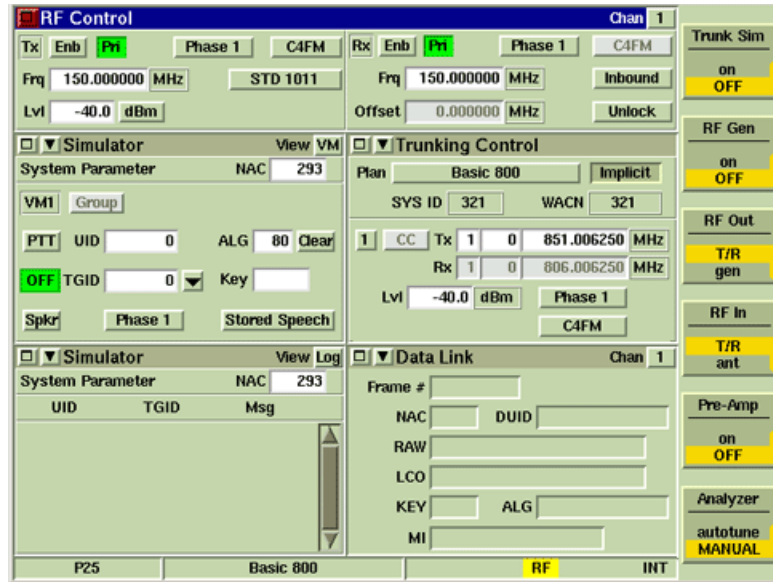 RF Control Chan 1
Tx Enb Pri Phase 1 C4FM
Frq 150.000000 MHz STD 1011
Lvl -40.0 dBm
Rx Enb Pri Phase 1 C4FM
Frq 150.000000 MHz Inbound
Offset 0.000000 MHz Unlock
Simulator View VM
System Parameter NAC 293
VM1 Group
PTT UID 0 ALG 80 Clear
OFF TGID 0 Key
Spkr Phase 1 Stored Speech
Trunking Control
Plan Basic 800 Implicit
SYS ID 321 WACN 321
1 CC Tx 1 0 851.006250 MHz
Rx 1 0 806.006250 MHz
Lvl -40.0 dBm Phase 1
C4FM
Simulator View Log
System Parameter NAC 293
UID TGID Msg
Data Link Chan 1
Frame #
NAC DUID
RAW
LCO
KEY ALG
MI
P25 Basic 800 RF INT
Trunk Sim
on
OFF
RF Gen
on
OFF
RF Out
T/R
gen
RF In
T/R
ant
Pre-Amp
on
OFF
Analyzer
autotune
MANUAL